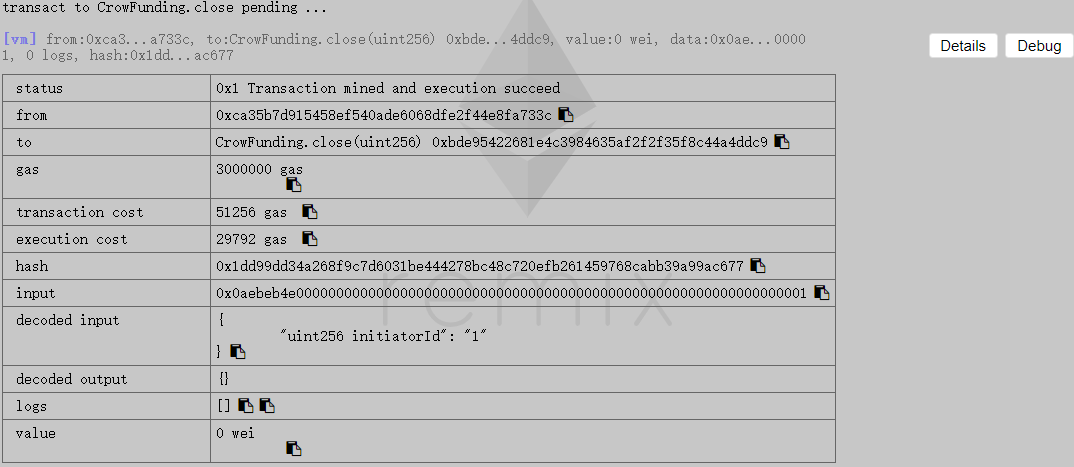 transact to CrowFunding.close pending ...
[vm] from:0xca3...a733c, to:CrowFunding.close(uint256) 0xbde...4ddc9, value:0 wei, data:0x0ae...0000
1, 0 logs, hash:0x1dd...ac677
Details Debug
status 0x1 Transaction mined and execution succeed
from 0xca35b7d915458ef540ade6068dfe2f44e8fa733c
to CrowFunding.close(uint256) 0xbde95422681e4c3984635af2f2f35f8c44a4ddc9
gas 3000000 gas
transaction cost 51256 gas
execution cost 29792 gas
hash 0x1dd99dd34a268f9c7d6031be444278bc48c720efb261459768cabb39a99ac677
input 0x0aebeb4e0000000000000000000000000000000000000000000000000000000000000001
decoded input {
"uint256 initiatorId": "1"
}
decoded output {}
logs []
value 0 wei
remix